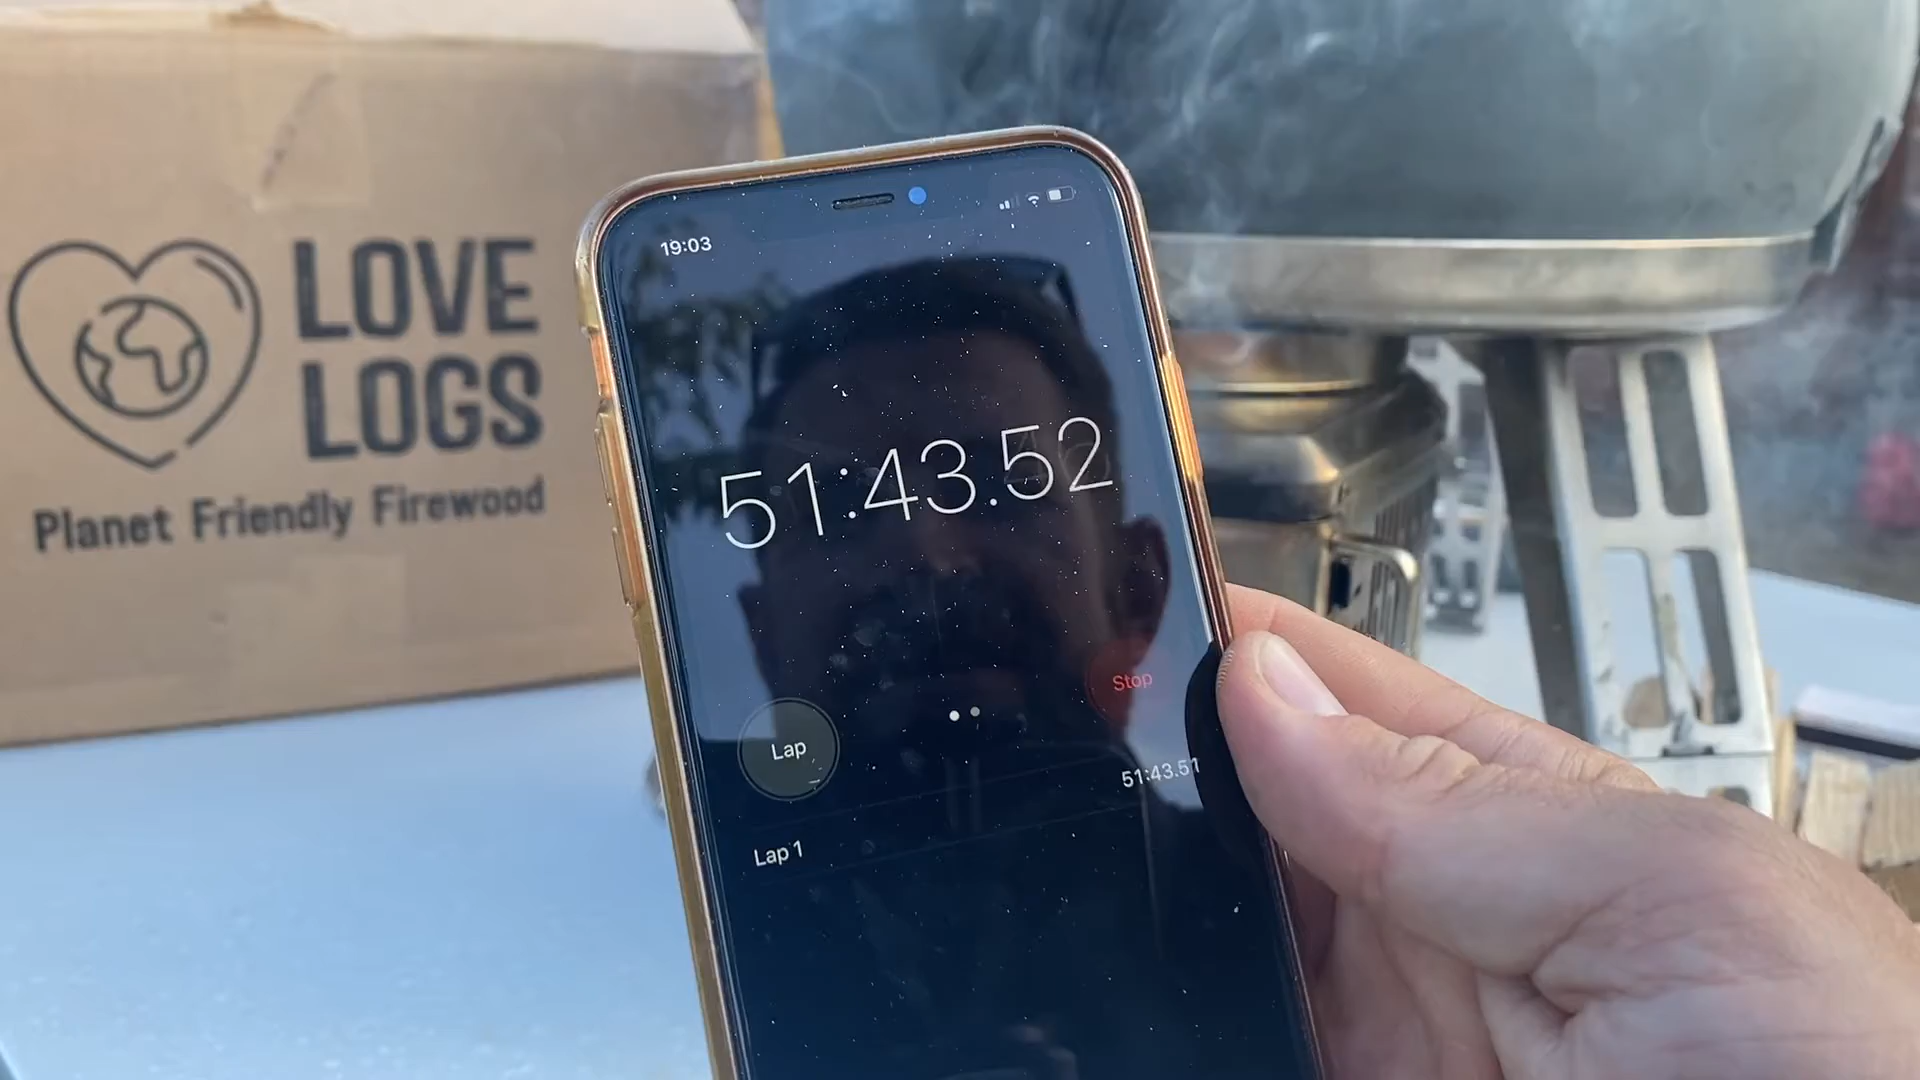 LOVE
LOGS
Planet Friendly Firewood
19:03
51:43.52
Lap
Stop
Lap 1
51:43.51